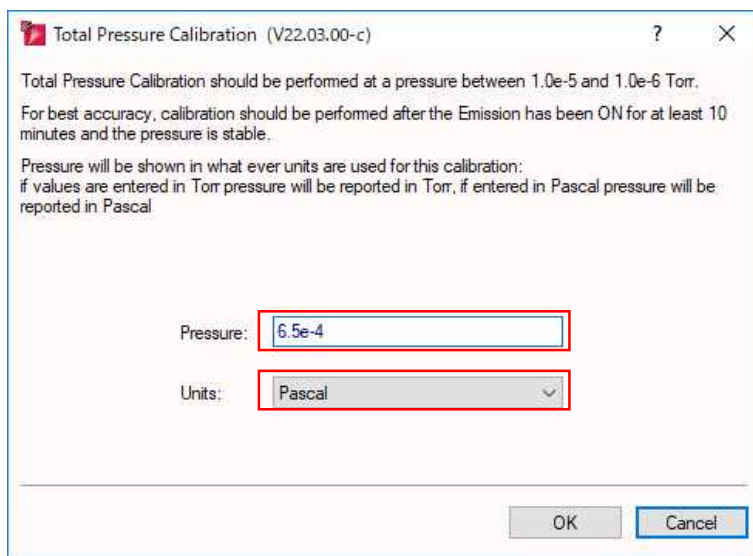 Total Pressure Calibration (V22.03.00-c)
?
Total Pressure Calibration should be performed at a pressure between 1.0e-5 and 1.0e-6 Torr.
For best accuracy, calibration should be performed after the Emission has been ON for at least 10
minutes and the pressure is stable.
Pressure will be shown in what ever units are used for this calibration:
if values are entered in Torr pressure will be reported in Torr, if entered in Pascal pressure will be
reported in Pascal
Pressure: 6.5e-4
Units: Pascal
OK Cancel